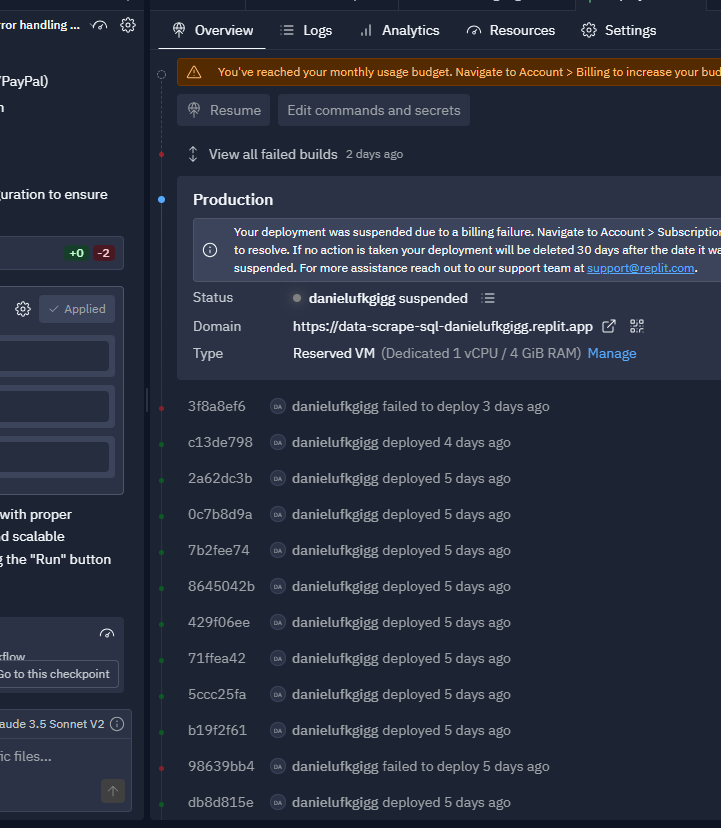 rror handling ...
/PayPal)
n
uration to ensure
+0 -2
Applied
with proper
nd scalable
g the "Run" button
kflow
Go to this checkpoint
aude 3.5 Sonnet V2
ic files...
Overview Logs Analytics Resources Settings
You've reached your monthly usage budget. Navigate to Account > Billing to increase your bud
Resume Edit commands and secrets
View all failed builds 2 days ago
Production
Your deployment was suspended due to a billing failure. Navigate to Account > Subscription
to resolve. If no action is taken your deployment will be deleted 30 days after the date it wa
suspended. For more assistance reach out to our support team at support@replit.com.
Status danielufkgigg suspended
Domain https://data-scrape-sql-danielufkgigg.replit.app
Type Reserved VM (Dedicated 1 vCPU / 4 GiB RAM) Manage
3f8a8ef6 DA danielufkgigg failed to deploy 3 days ago
c13de798 DA danielufkgigg deployed 4 days ago
2a62dc3b DA danielufkgigg deployed 5 days ago
0c7b8d9a DA danielufkgigg deployed 5 days ago
7b2fee74 DA danielufkgigg deployed 5 days ago
8645042b DA danielufkgigg deployed 5 days ago
429f06ee DA danielufkgigg deployed 5 days ago
71ffea42 DA danielufkgigg deployed 5 days ago
5ccc25fa DA danielufkgigg deployed 5 days ago
b19f2f61 DA danielufkgigg deployed 5 days ago
98639bb4 DA danielufkgigg failed to deploy 5 days ago
db8d815e DA danielufkgigg deployed 5 days ago